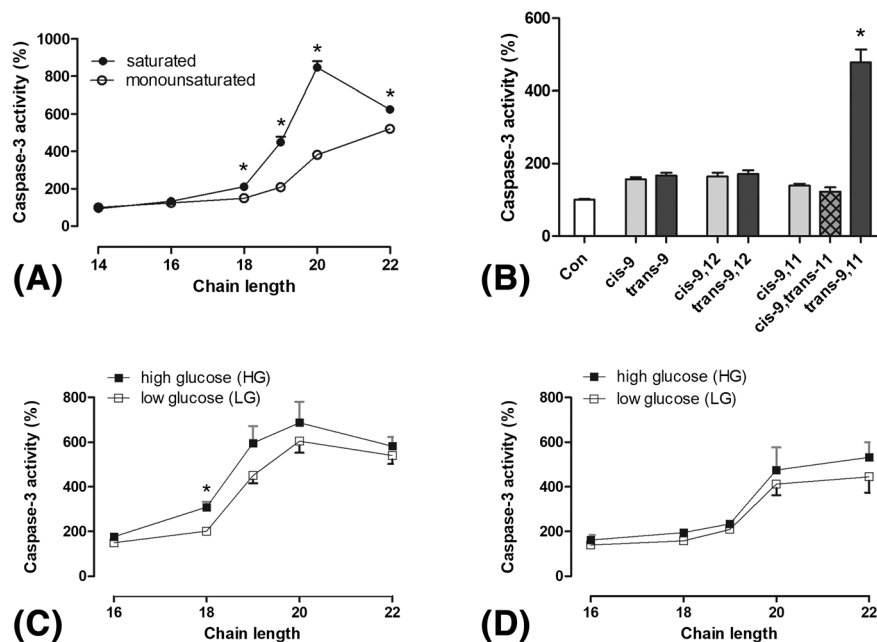 1000
saturated
monounsaturated
800
600
400
200
0
Caspase-3 activity (%)
*
*
*
*
14
16
18
20
22
Chain length
(A)
600
400
200
0
Caspase-3 activity (%)
*
Con
cis-9
trans-9
cis-9,12
trans-9,12
cis-9,11
cis-9,trans-11
trans-9,11
(B)
high glucose (HG)
low glucose (LG)
800
600
400
200
0
Caspase-3 activity (%)
*
16
18
20
22
Chain length
(C)
high glucose (HG)
low glucose (LG)
800
600
400
200
0
Caspase-3 activity (%)
16
18
20
22
Chain length
(D)